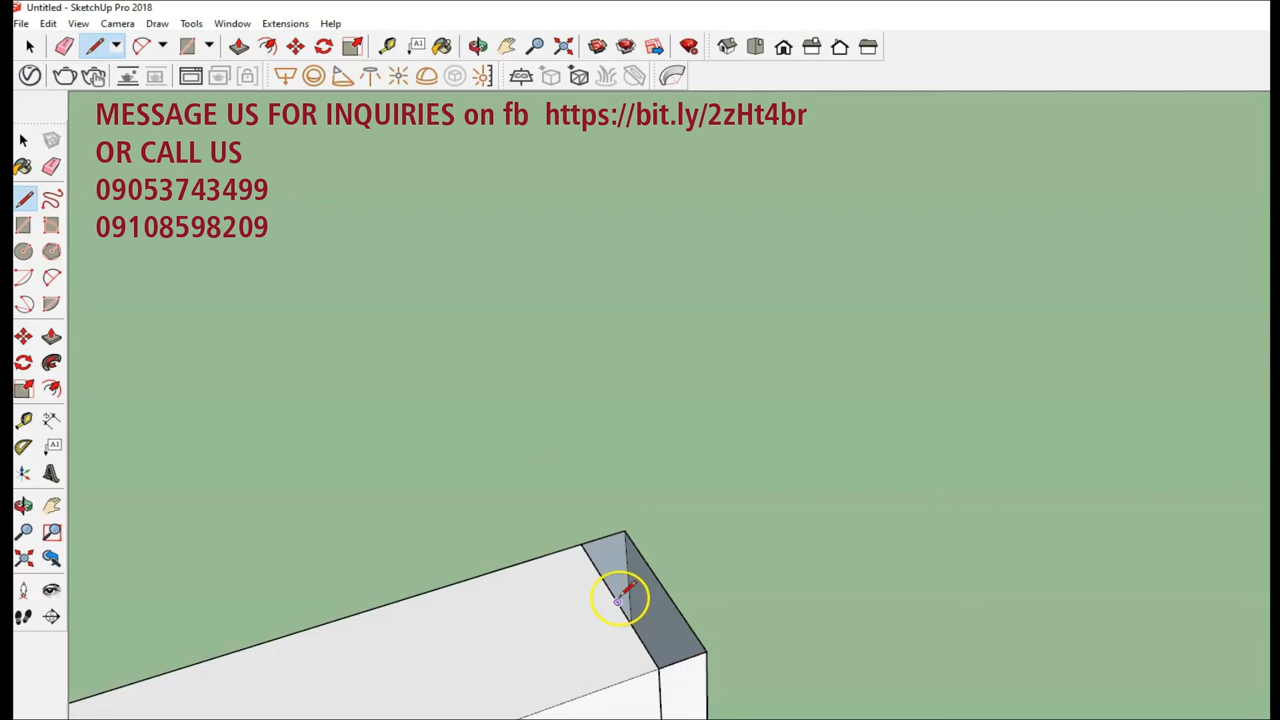 Untitled - SketchUp Pro 2018
File Edit View Camera Draw Tools Window Extensions Help
MESSAGE US FOR INQUIRIES on fb https://bit.ly/2zHt4br
OR CALL US
09053743499
09108598209